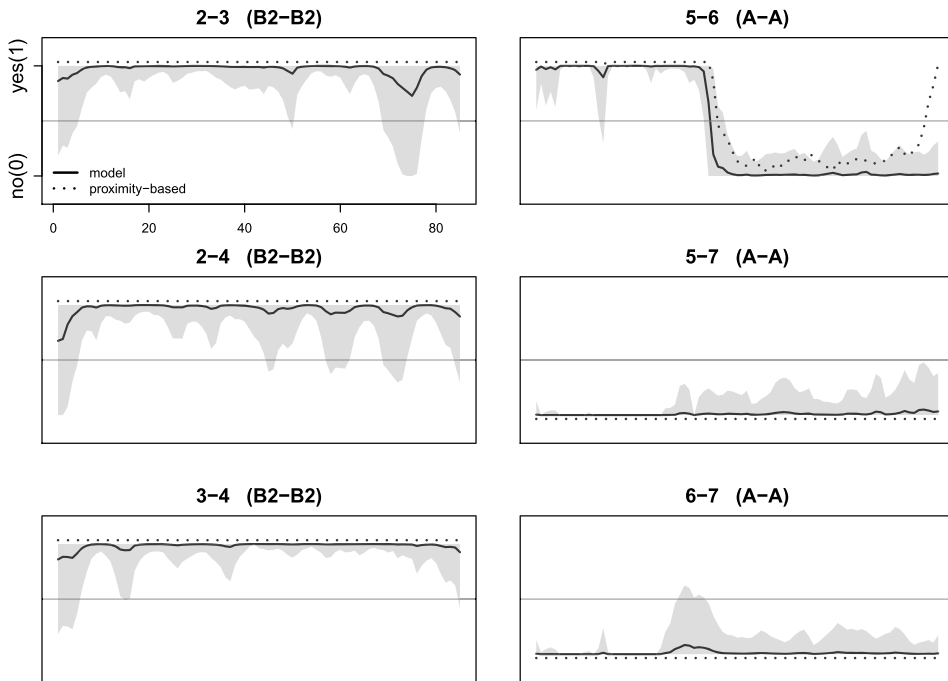 2−3 (B2−B2)
5−6 (A−A)
yes(1)
no(0)
model
proximity−based
0 20 40 60 80
2−4 (B2−B2)
5−7 (A−A)
3−4 (B2−B2)
6−7 (A−A)